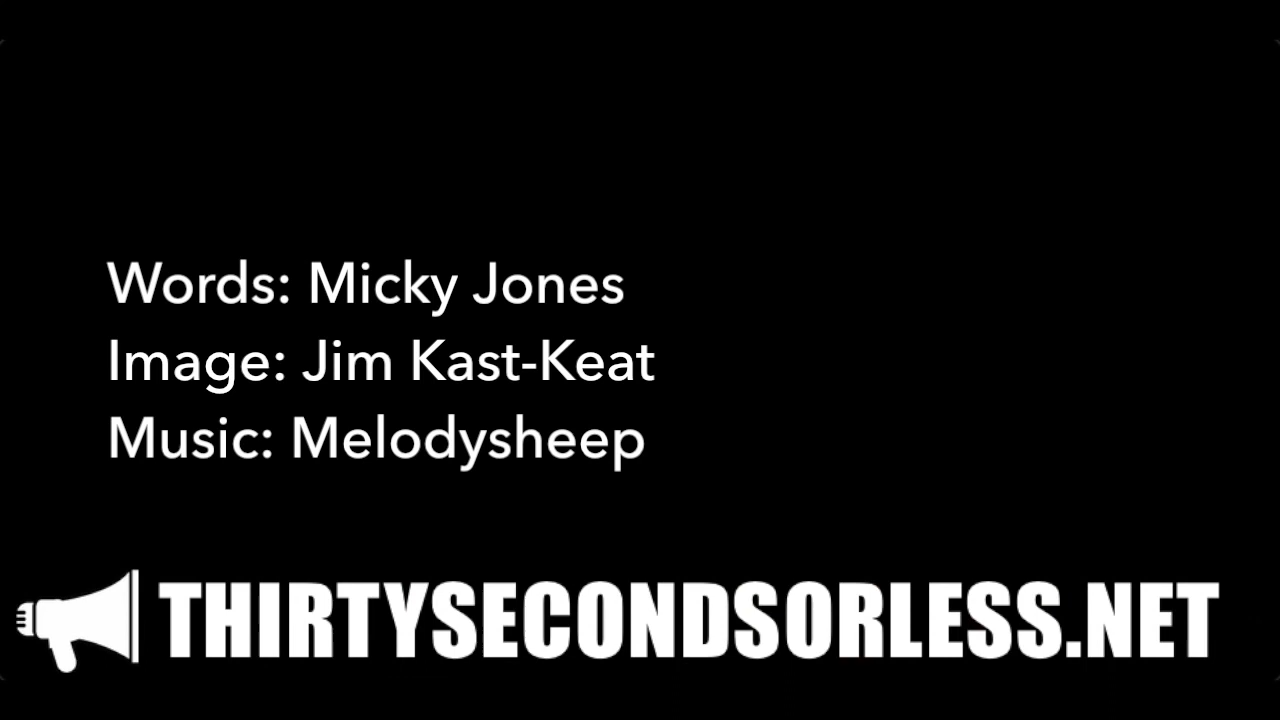 Words: Micky Jones
Image: Jim Kast-Keat
Music: Melodysheep
THIRTYSECONDSORLESS.NET